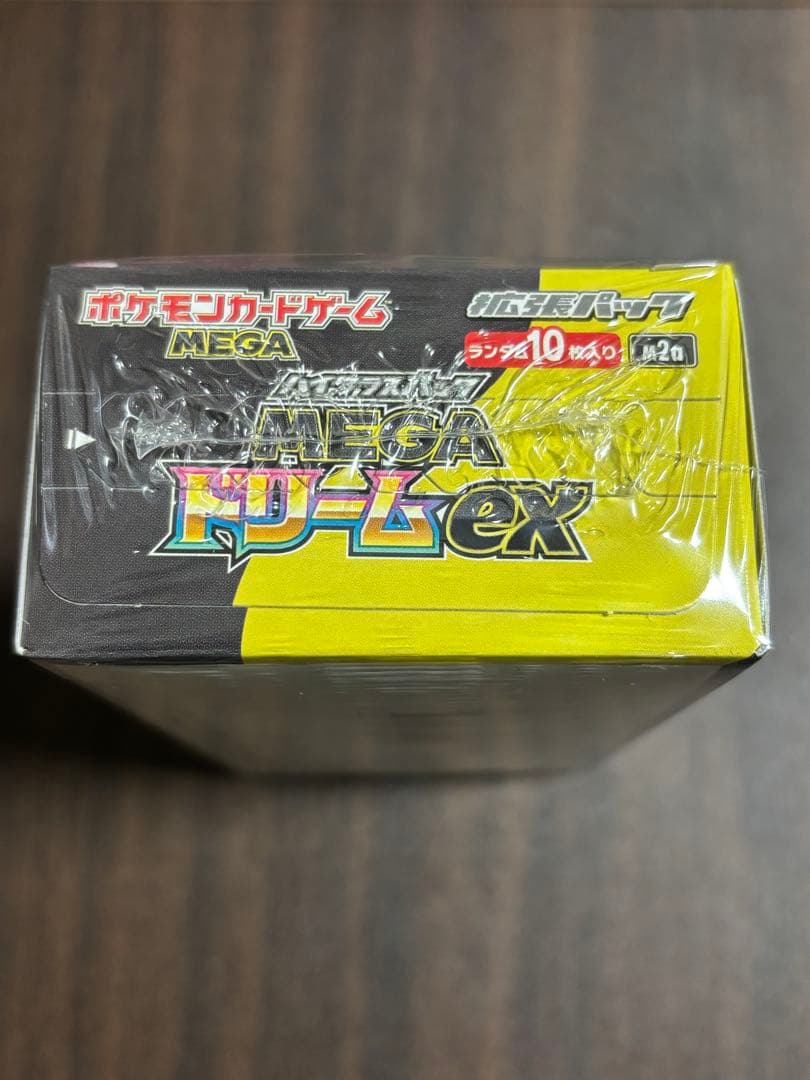 ポケモンカードゲーム
MEGA
拡張パック
ランダム10枚入り M2a
ハイクラスパック
MEGA
ドリームex